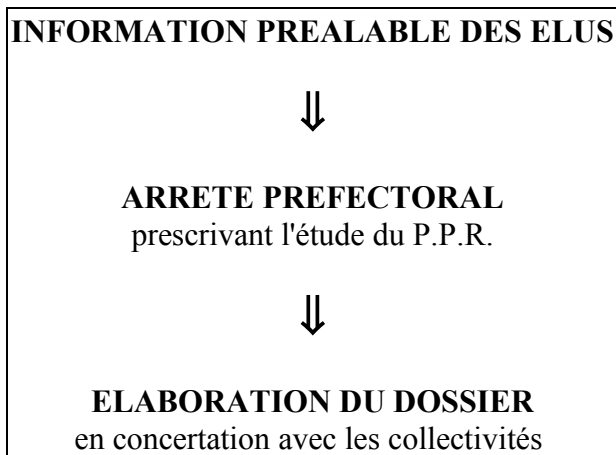 INFORMATION PREALABLE DES ELUS
⇓
ARRETE PREFECTORAL
prescrivant l'étude du P.P.R.
⇓
ELABORATION DU DOSSIER
en concertation avec les collectivités